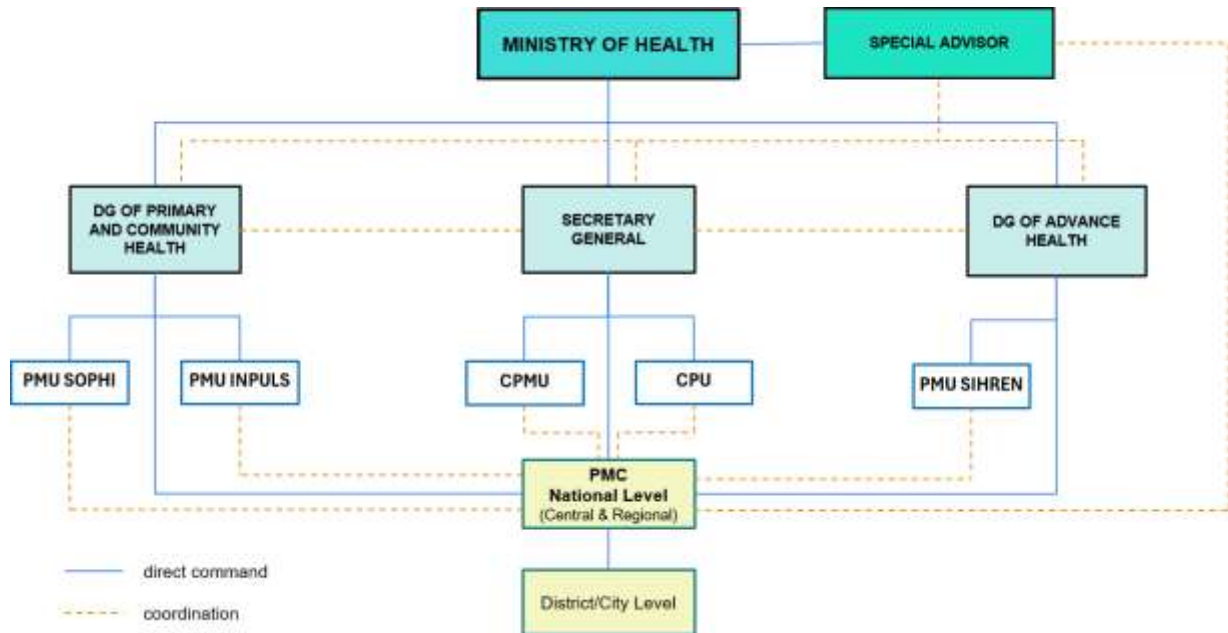 MINISTRY OF HEALTH
SPECIAL ADVISOR
DG OF PRIMARY
AND COMMUNITY
HEALTH
SECRETARY
GENERAL
DG OF ADVANCE
HEALTH
PMU SOPHI
PMU INPULS
CPMU
CPU
PMU SIHREN
PMC
National Level
(Central & Regional)
direct command
District/City Level
coordination